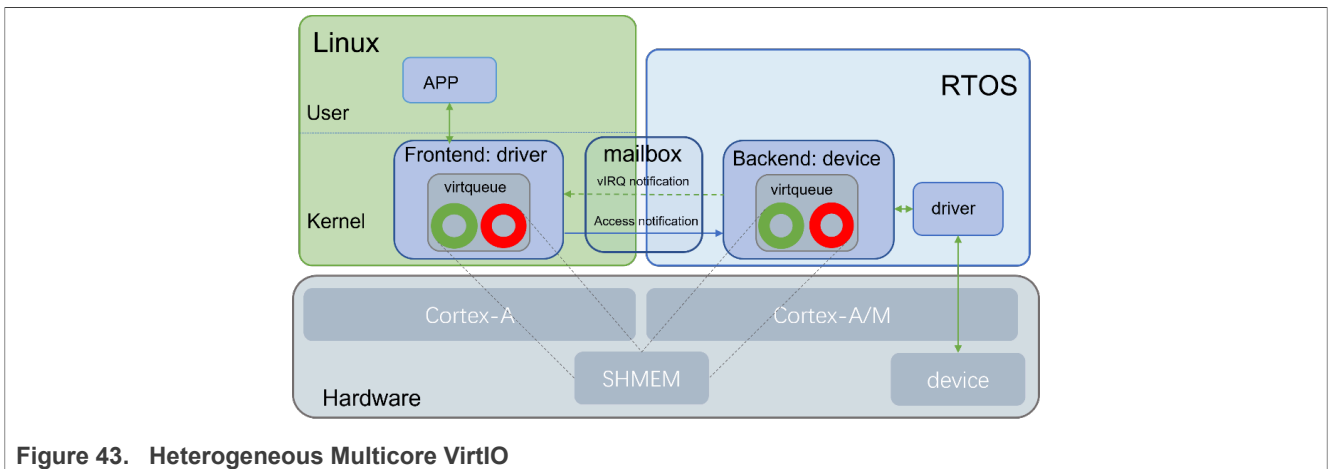 Linux
APP
User
RTOS
Frontend: driver
mailbox
Backend: device
virtqueue
vIRQ notification
virtqueue
Kernel
Access notification
driver
Cortex-A
Cortex-A/M
SHMEM
device
Hardware
Figure 43. Heterogeneous Multicore VirtIO